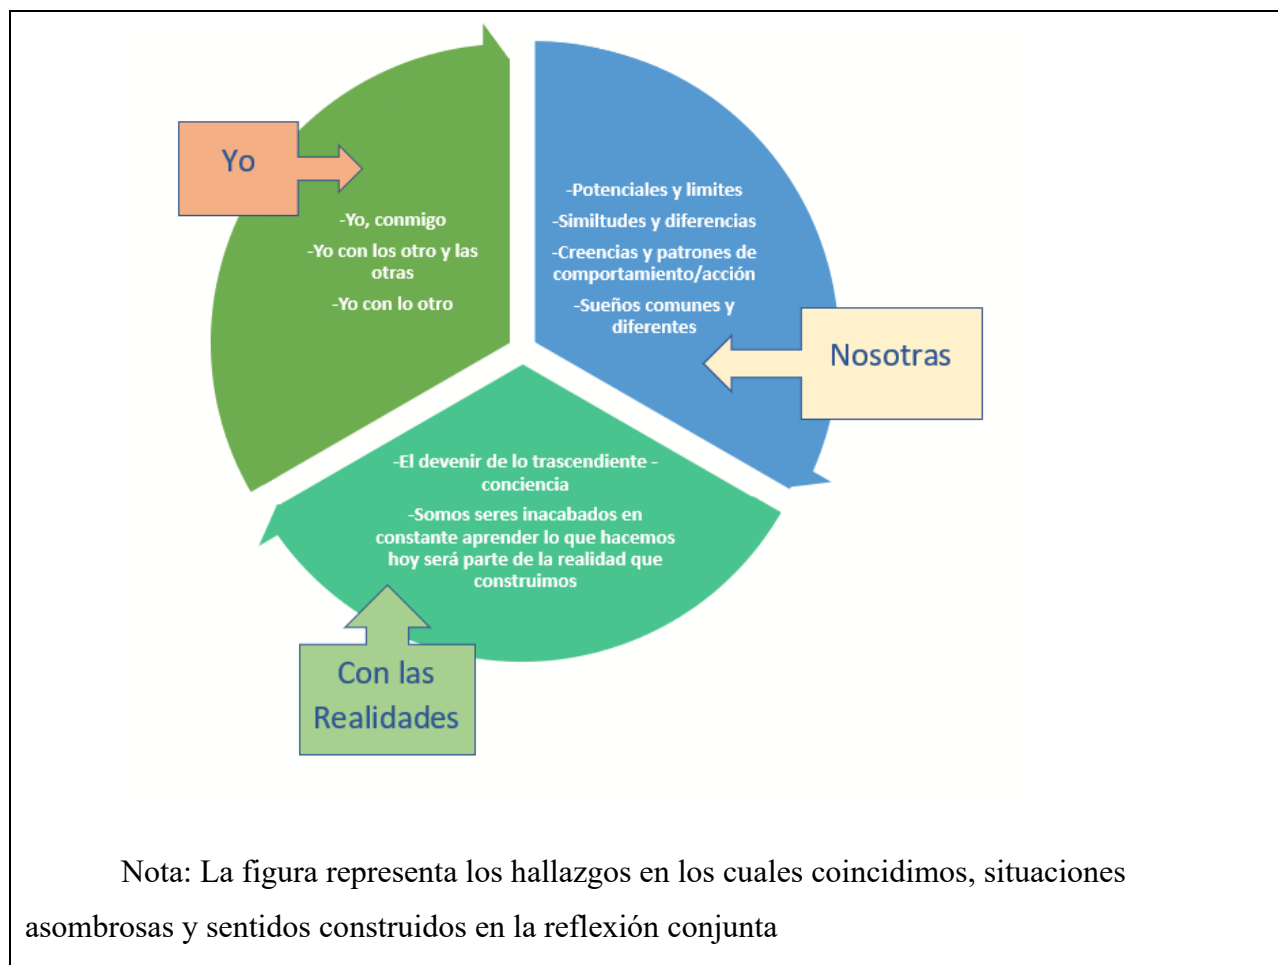 Yo
-Yo, conmigo
-Yo con los otro y las
otras
-Yo con lo otro
-Potenciales y limites
-Similtudes y diferencias
-Creencias y patrones de
comportamiento/acción
-Sueños comunes y
diferentes
Nosotras
-El devenir de lo trascendiente -
conciencia
-Somos seres inacabados en
constante aprender lo que hacemos
hoy será parte de la realidad que
construimos
Con las
Realidades
Nota: La figura representa los hallazgos en los cuales coincidimos, situaciones
asombrosas y sentidos construidos en la reflexión conjunta